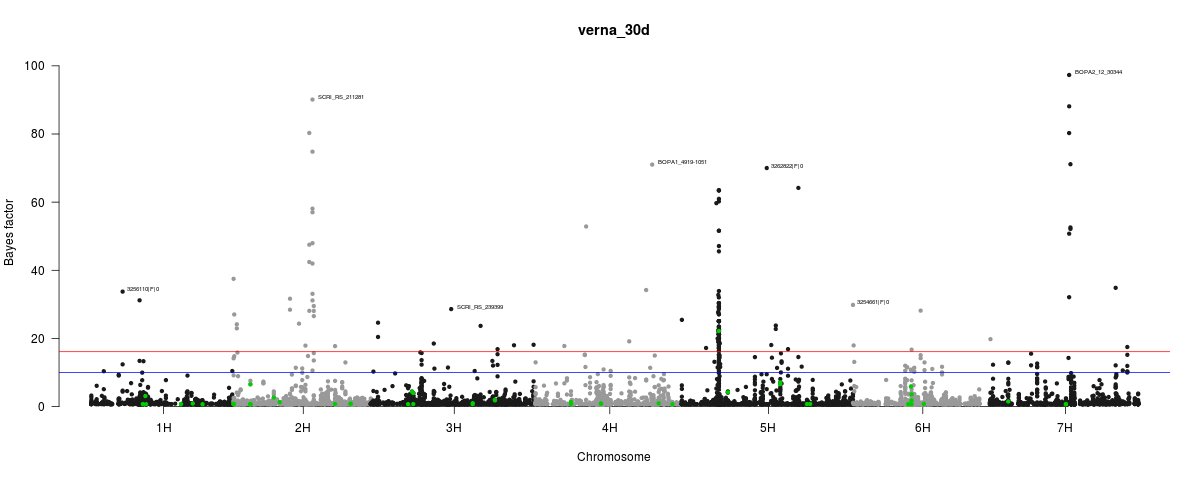 verna_30d
100
80
60
40
20
0
Bayes factor
BOPA2_12_30344
SCRI_RS_211281
BOPA1_4919-1051
3262822|F|0
3256110|F|0
SCRI_RS_239399
3254661|F|0
1H 2H 3H 4H 5H 6H 7H
Chromosome